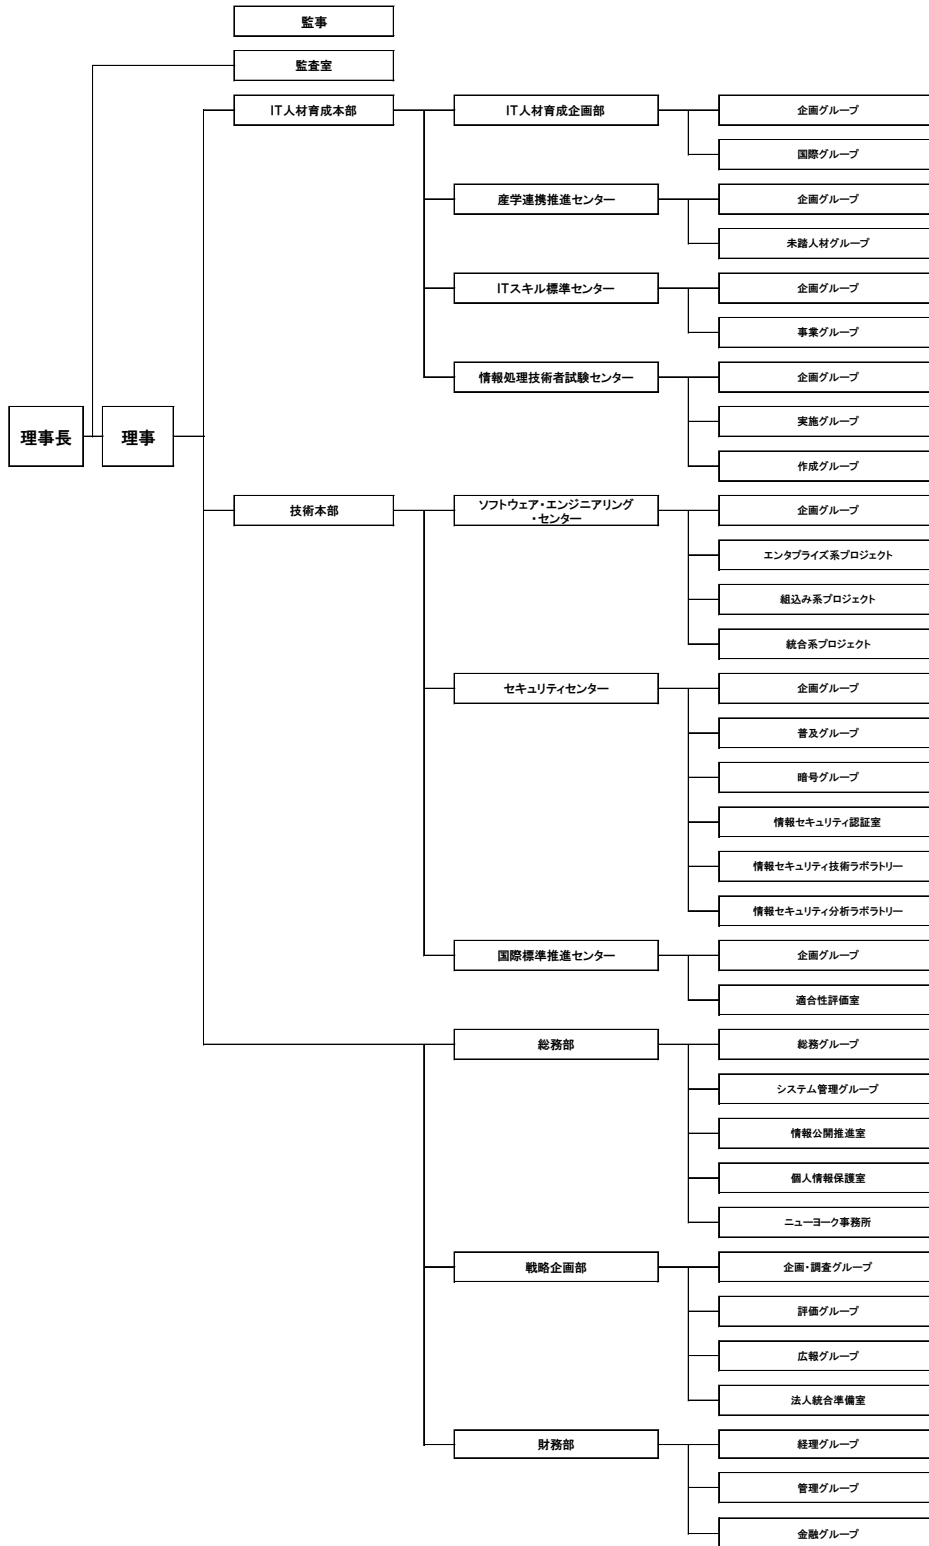 監事
監査室
IT人材育成本部
IT人材育成企画部
企画グループ
国際グループ
産学連携推進センター
企画グループ
未踏人材グループ
ITスキル標準センター
企画グループ
事業グループ
情報処理技術者試験センター
企画グループ
実施グループ
作成グループ
理事長
理事
技術本部
ソフトウェア・エンジニアリング
・センター
企画グループ
エンタプライズ系プロジェクト
組込み系プロジェクト
統合系プロジェクト
セキュリティセンター
企画グループ
普及グループ
暗号グループ
情報セキュリティ認証室
情報セキュリティ技術ラボラトリー
情報セキュリティ分析ラボラトリー
国際標準推進センター
企画グループ
適合性評価室
総務部
総務グループ
システム管理グループ
情報公開推進室
個人情報保護室
ニューヨーク事務所
戦略企画部
企画・調査グループ
評価グループ
広報グループ
法人統合準備室
財務部
経理グループ
管理グループ
金融グループ